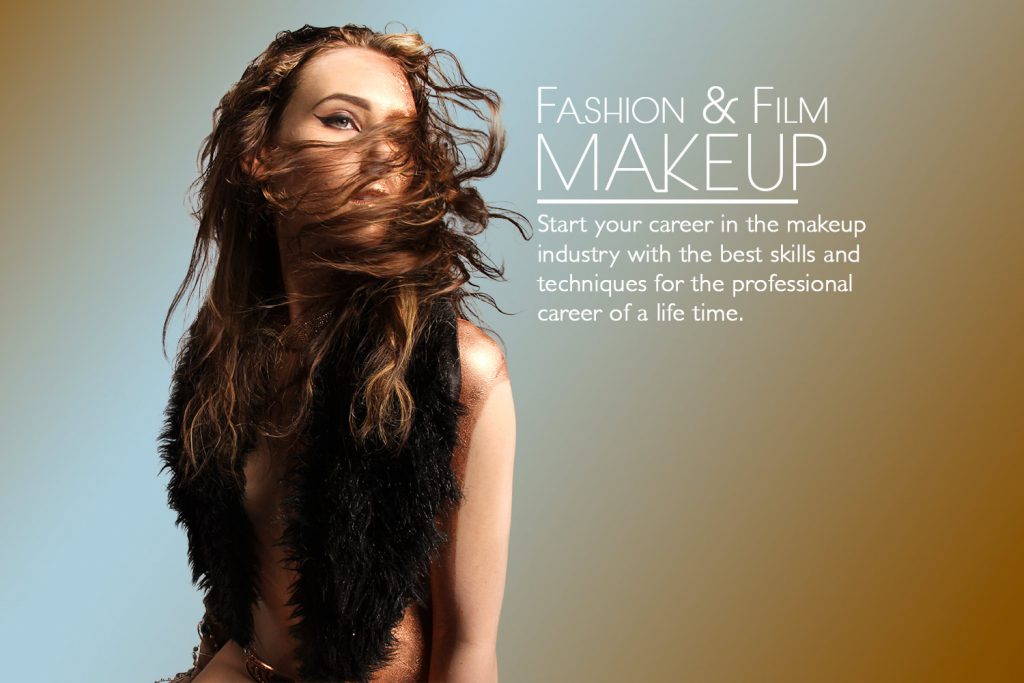 Fashion & Film
MAKEUP
Start your career in the makeup
industry with the best skills and
techniques for the professional
career of a life time.